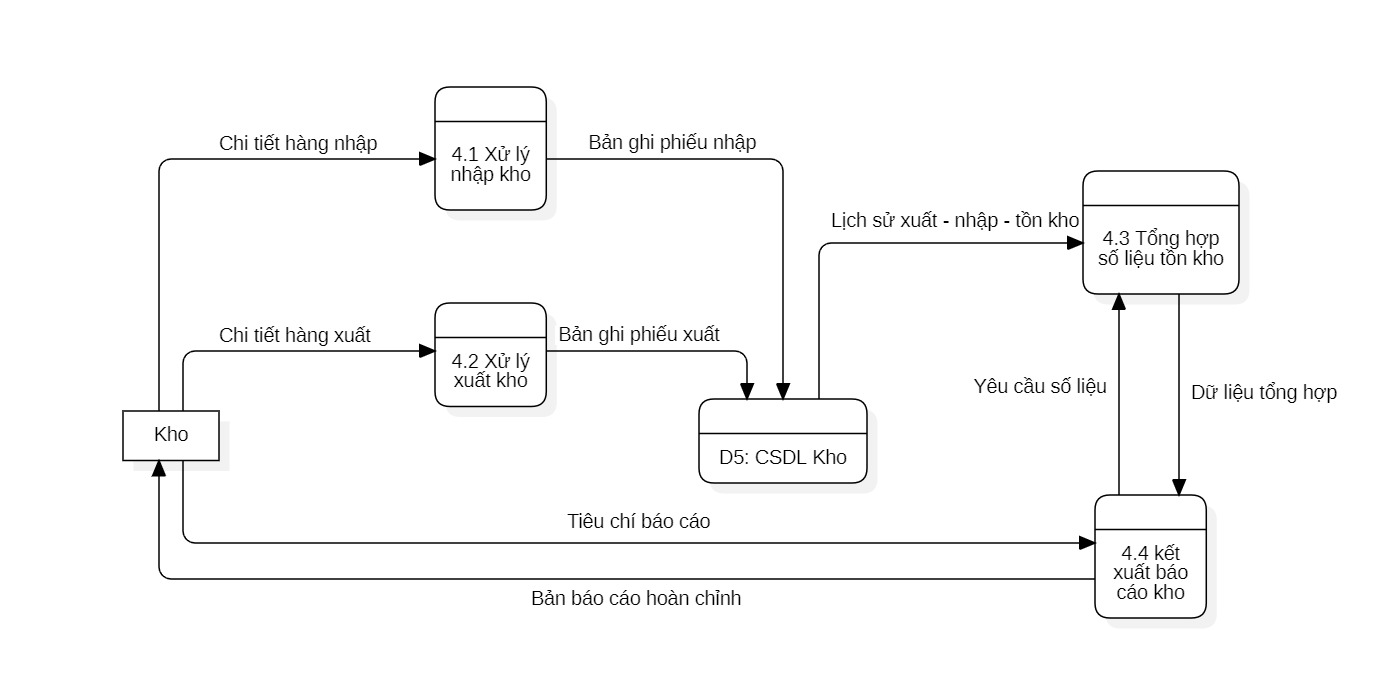 Chi tiết hàng nhập
4.1 Xử lý
nhập kho
Bản ghi phiếu nhập
Lịch sử xuất - nhập - tồn kho
4.3 Tổng hợp
số liệu tồn kho
Chi tiết hàng xuất
4.2 Xử lý
xuất kho
Bản ghi phiếu xuất
Yêu cầu số liệu
Dữ liệu tổng hợp
Kho
D5: CSDL Kho
Tiêu chí báo cáo
4.4 kết
xuất báo
cáo kho
Bản báo cáo hoàn chỉnh